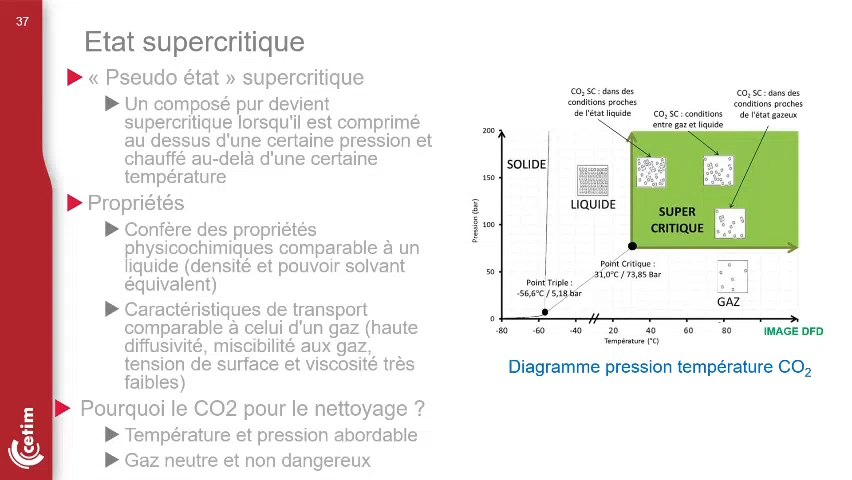 37
Etat supercritique
« Pseudo état » supercritique
Un composé pur devient
supercritique lorsqu'il est comprimé
au dessus d'une certaine pression et
chauffé au-delà d'une certaine
température
Propriétés
Confère des propriétés
physicochimiques comparable à un
liquide (densité et pouvoir solvant
équivalent)
Caractéristiques de transport
comparable à celui d'un gaz (haute
diffusivité, miscibilité aux gaz,
tension de surface et viscosité très
faibles)
Pourquoi le CO2 pour le nettoyage ?
Température et pression abordable
Gaz neutre et non dangereux
cetim
CO2 SC : dans des
conditions proches
de l'état liquide
CO2 SC : conditions
entre gaz et liquide
CO2 SC : dans des
conditions proches
de l'état gazeux
Pression (bar)
200
150
100
50
0
SOLIDE
LIQUIDE
SUPER
CRITIQUE
Point Critique :
31,0°C / 73,85 Bar
Point Triple :
-56,6°C / 5,18 bar
GAZ
-80 -60 -40 20 40 60 80
Température (°C)
IMAGE DFD
Diagramme pression température CO2